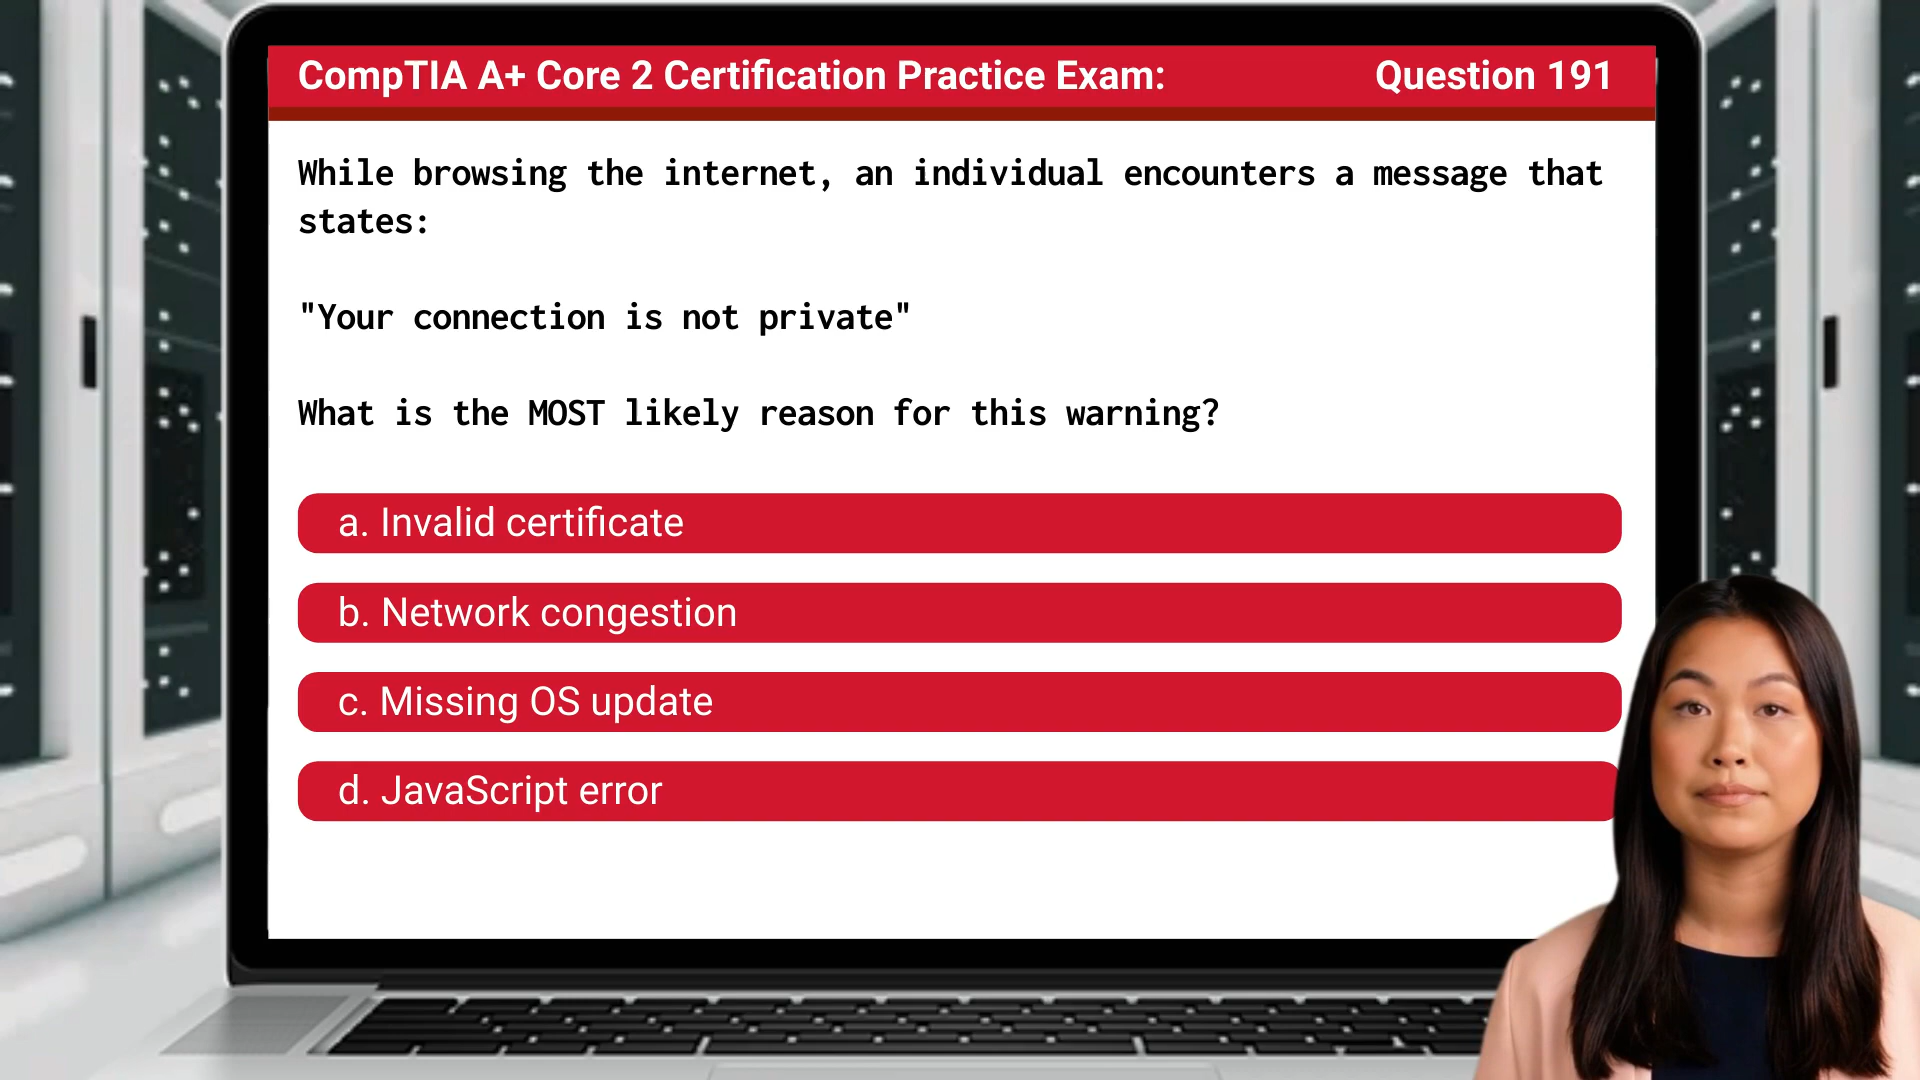 CompTIA A+ Core 2 Certification Practice Exam: Question 191
While browsing the internet, an individual encounters a message that
states:
"Your connection is not private"
What is the MOST likely reason for this warning?
a. Invalid certificate
b. Network congestion
c. Missing OS update
d. JavaScript error